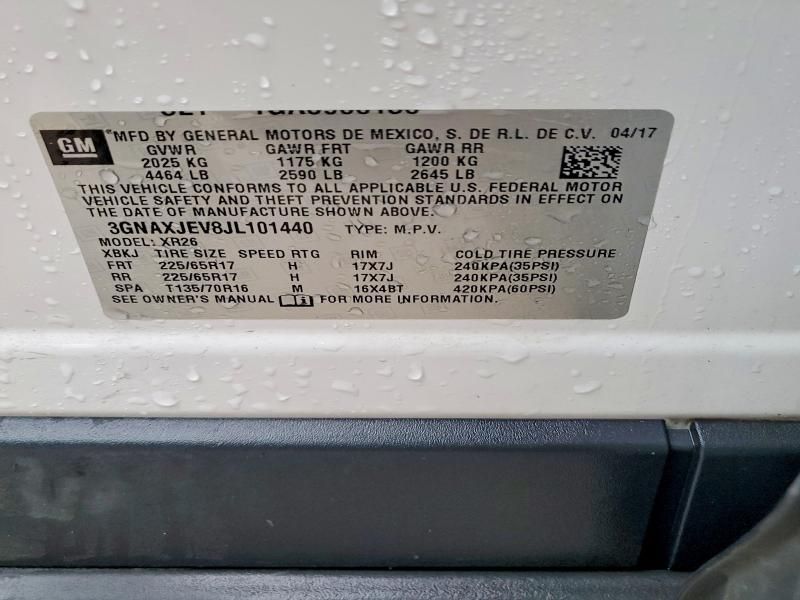 GM
*MFD BY GENERAL MOTORS DE MEXICO, S. DE R.L. DE C.V. 04/17
GVWR GAWR FRT GAWR RR
2025 KG 1175 KG 1200 KG
4464 LB 2590 LB 2645 LB
THIS VEHICLE CONFORMS TO ALL APPLICABLE U.S. FEDERAL MOTOR
VEHICLE SAFETY AND THEFT PREVENTION STANDARDS IN EFFECT ON
THE DATE OF MANUFACTURE SHOWN ABOVE.
3GNAXJEV8JL101440 TYPE: M.P.V.
MODEL: XR26
XBKJ TIRE SIZE SPEED RTG RIM COLD TIRE PRESSURE
FRT 225/65R17 H 17X7J 240KPA(35PSI)
RR 225/65R17 H 17X7J 240KPA(35PSI)
SPA T135/70R16 M 16X4BT 420KPA(60PSI)
SEE OWNER'S MANUAL FOR MORE INFORMATION.